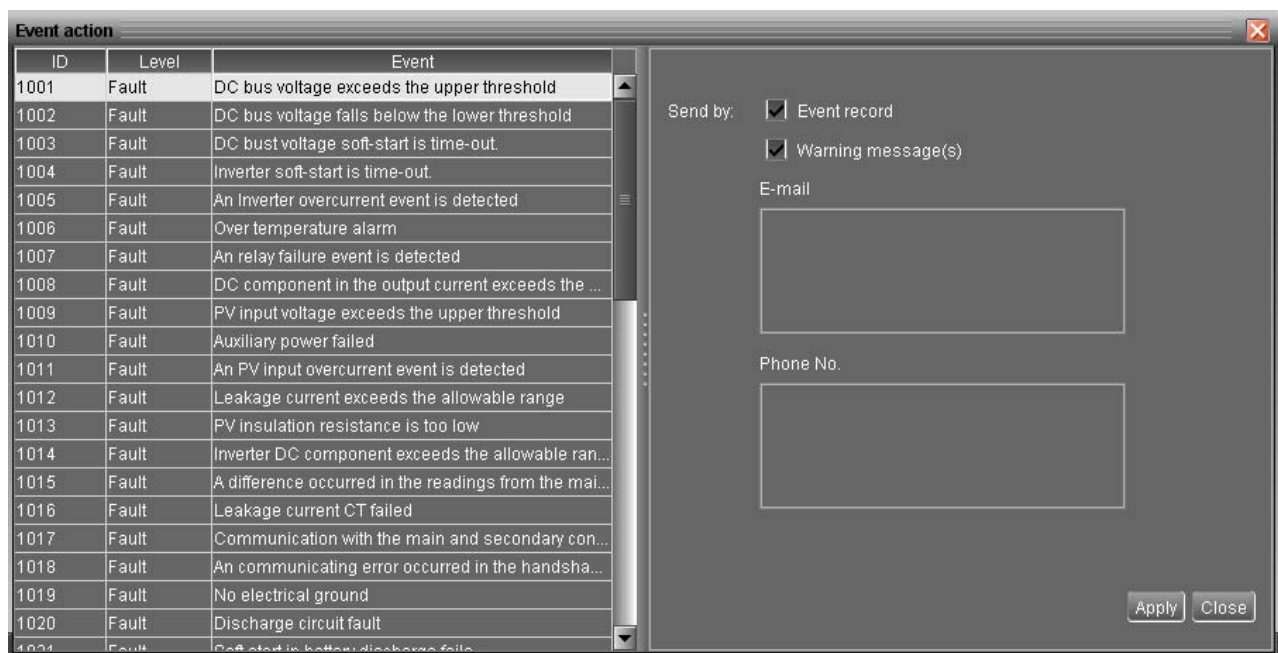 Event action
ID Level Event
1001 Fault DC bus voltage exceeds the upper threshold
1002 Fault DC bus voltage falls below the lower threshold
1003 Fault DC bust voltage soft-start is time-out.
1004 Fault Inverter soft-start is time-out.
1005 Fault An Inverter overcurrent event is detected
1006 Fault Over temperature alarm
1007 Fault An relay failure event is detected
1008 Fault DC component in the output current exceeds the ...
1009 Fault PV input voltage exceeds the upper threshold
1010 Fault Auxiliary power failed
1011 Fault An PV input overcurrent event is detected
1012 Fault Leakage current exceeds the allowable range
1013 Fault PV insulation resistance is too low
1014 Fault Inverter DC component exceeds the allowable ran...
1015 Fault A difference occurred in the readings from the mai...
1016 Fault Leakage current CT failed
1017 Fault Communication with the main and secondary con...
1018 Fault An communicating error occurred in the handsha...
1019 Fault No electrical ground
1020 Fault Discharge circuit fault
1021 Fault Soft start in battery discharge fails
Send by: Event record
Warning message(s)
E-mail
Phone No.
Apply Close